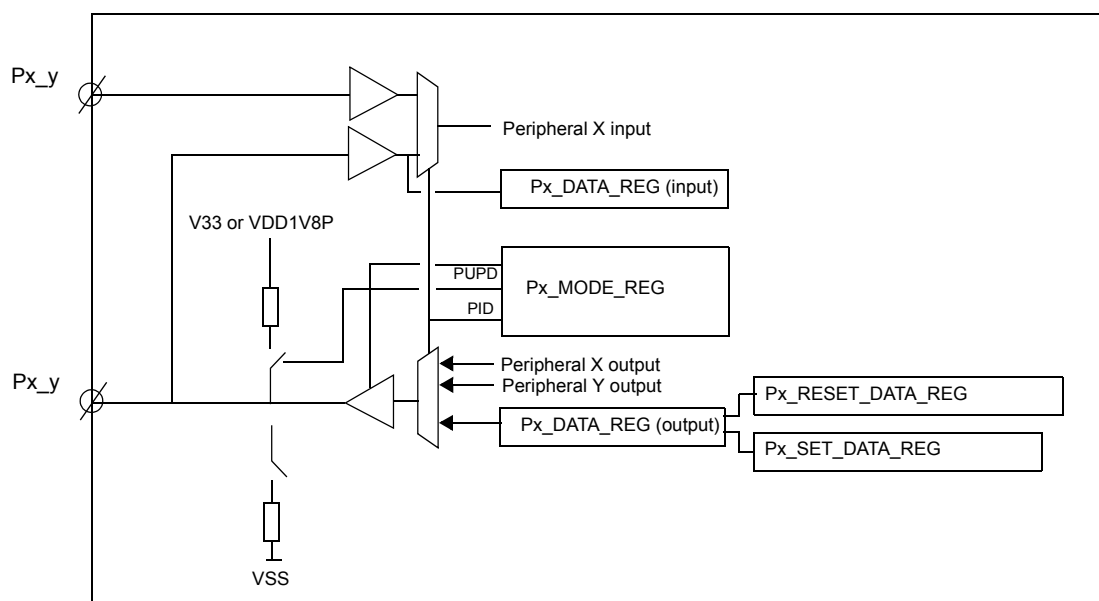 Px_y
Peripheral X input
Px_DATA_REG (input)
V33 or VDD1V8P
PUPD
Px_MODE_REG
PID
Px_y
Peripheral X output
Peripheral Y output
Px_RESET_DATA_REG
Px_DATA_REG (output)
Px_SET_DATA_REG
VSS